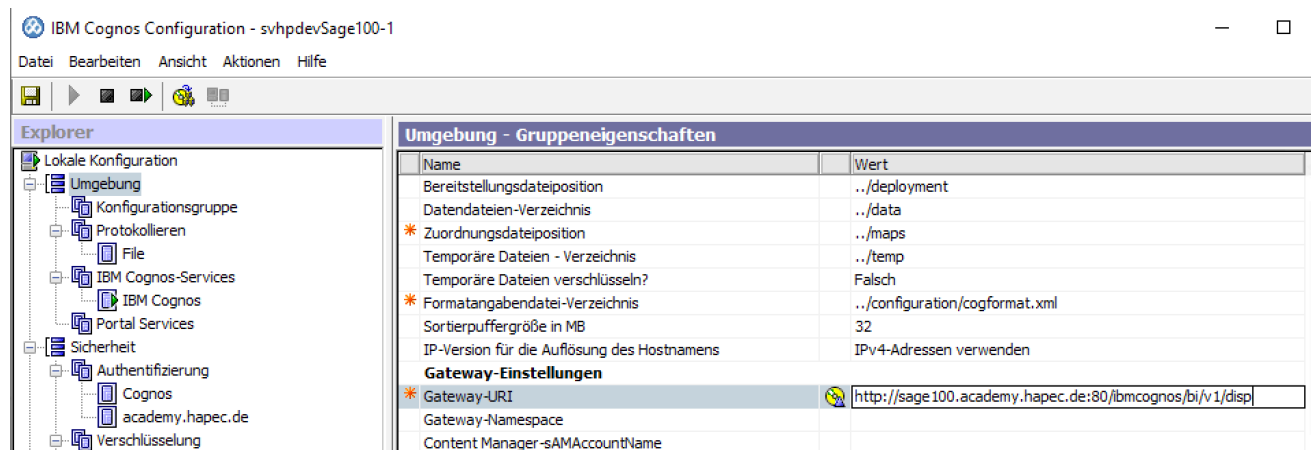 IBM Cognos Configuration - svhpdevSage100-1
Datei Bearbeiten Ansicht Aktionen Hilfe
Explorer
Lokale Konfiguration
Umgebung
Konfigurationsgruppe
Protokollieren
File
IBM Cognos-Services
IBM Cognos
Portal Services
Sicherheit
Authentifizierung
Cognos
academy.hapec.de
Verschlüsselung
Umgebung - Gruppeneigenschaften
Name Wert
Bereitstellungsdateiposition ../deployment
Datendateien-Verzeichnis ../data
* Zuordnungsdateiposition ../maps
Temporäre Dateien - Verzeichnis ../temp
Temporäre Dateien verschlüsseln? Falsch
* Formatangabendatei-Verzeichnis ../configuration/cogformat.xml
Sortierpuffergröße in MB 32
IP-Version für die Auflösung des Hostnamens IPv4-Adressen verwenden
Gateway-Einstellungen
* Gateway-URI http://sage100.academy.hapec.de:80/ibmcognos/bi/v1/disp
Gateway-Namespace
Content Manager-sAMAccountName